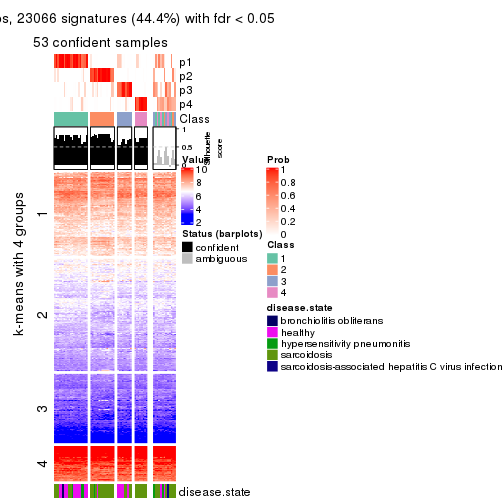 os, 23066 signatures (44.4%) with fdr < 0.05
53 confident samples
p1
p2
p3
p4
Class
1
0.5
0
Silhouette
score
k-means with 4 groups
1
2
3
4
disease.state
Value
10
8
6
4
2
Status (barplots)
confident
ambiguous
Prob
1
0.8
0.6
0.4
0.2
0
Class
1
2
3
4
disease.state
bronchiolitis obliterans
healthy
hypersensitivity pneumonitis
sarcoidosis
sarcoidosis-associated hepatitis C virus infection